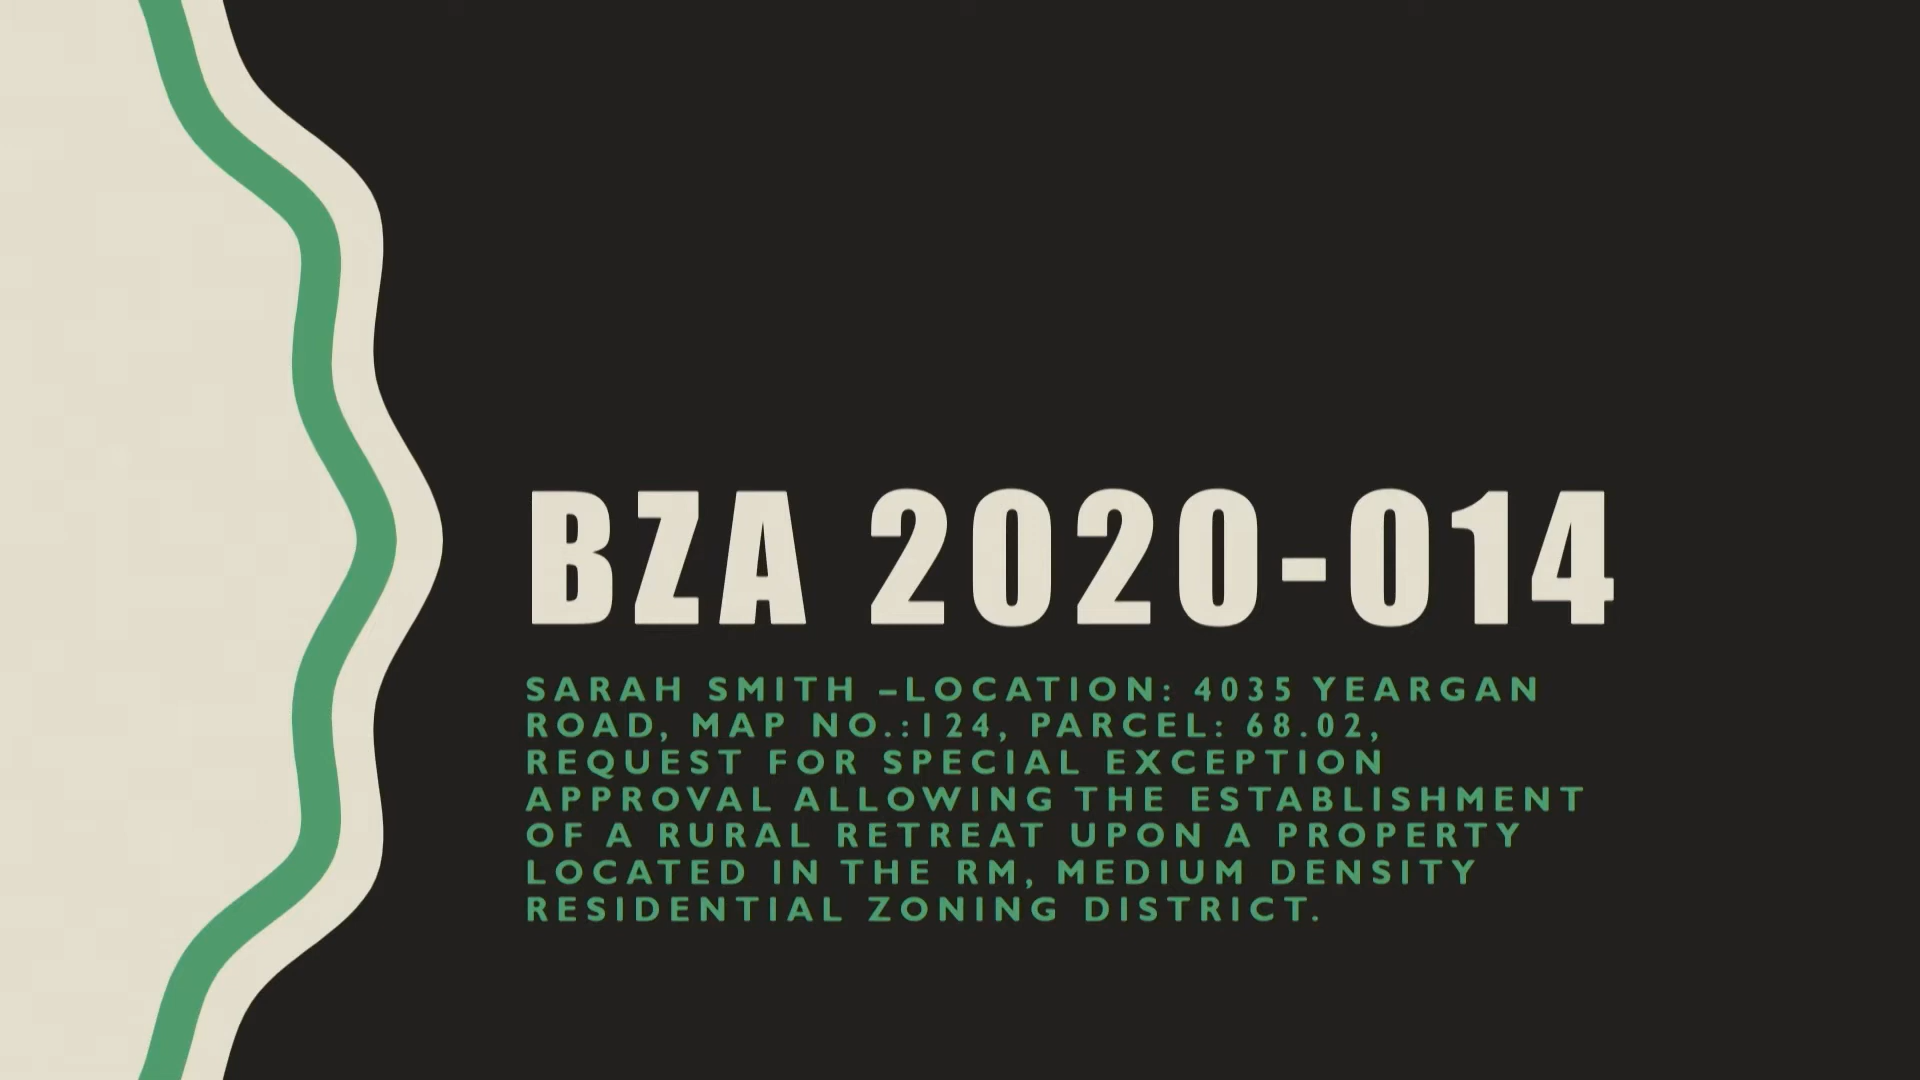 BZA 2020-014
SARAH SMITH –LOCATION: 4035 YEARGAN
ROAD, MAP NO.:124, PARCEL: 68.02,
REQUEST FOR SPECIAL EXCEPTION
APPROVAL ALLOWING THE ESTABLISHMENT
OF A RURAL RETREAT UPON A PROPERTY
LOCATED IN THE RM, MEDIUM DENSITY
RESIDENTIAL ZONING DISTRICT.